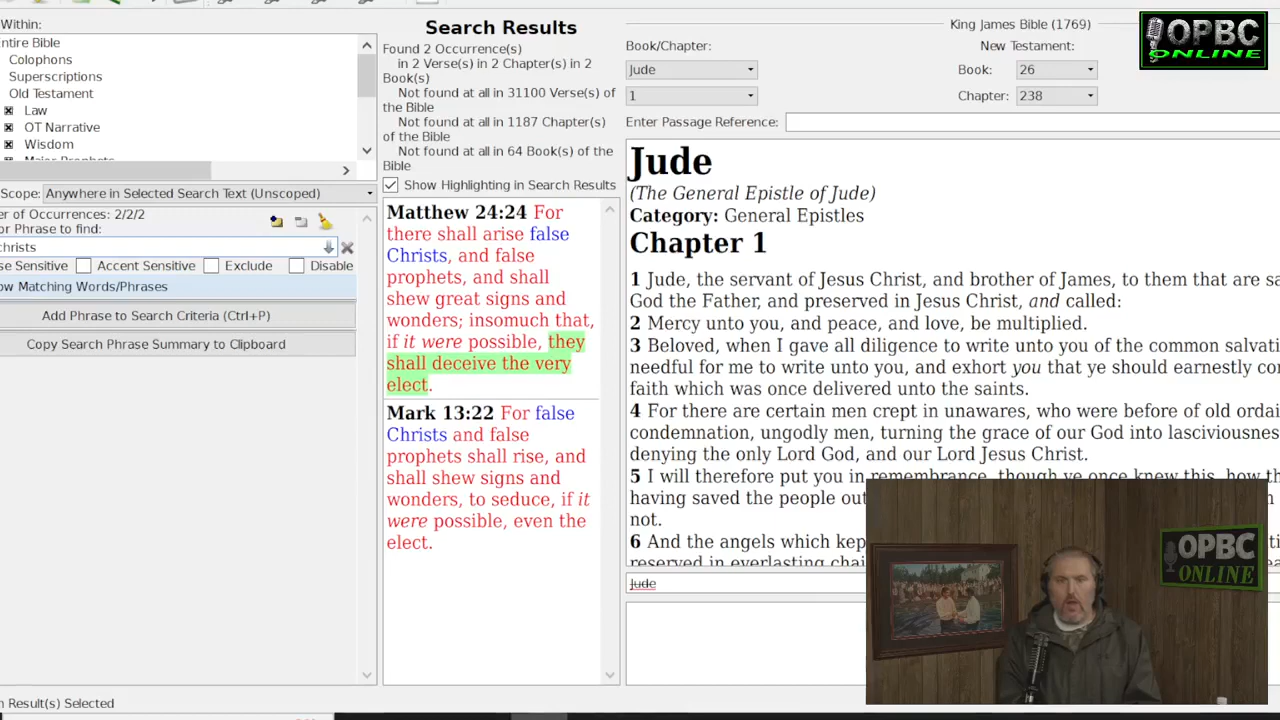 Within:
ntire Bible
Colophons
Superscriptions
Old Testament
Law
OT Narrative
Wisdom
Major Prophets
Scope: Anywhere in Selected Search Text (Unscoped)
er of Occurrences: 2/2/2
or Phrase to find:
christs
se Sensitive Accent Sensitive Exclude Disable
ow Matching Words/Phrases
Add Phrase to Search Criteria (Ctrl+P)
Copy Search Phrase Summary to Clipboard
Result(s) Selected
Search Results
Found 2 Occurrence(s)
in 2 Verse(s) in 2 Chapter(s) in 2
Book(s)
Not found at all in 31100 Verse(s) of
the Bible
Not found at all in 1187 Chapter(s)
of the Bible
Not found at all in 64 Book(s) of the
Bible
Show Highlighting in Search Results
Matthew 24:24 For
there shall arise false
Christs, and false
prophets, and shall
shew great signs and
wonders; insomuch that,
if it were possible, they
shall deceive the very
elect.
Mark 13:22 For false
Christs and false
prophets shall rise, and
shall shew signs and
wonders, to seduce, if it
were possible, even the
elect.
King James Bible (1769)
Book/Chapter:
New Testament:
Jude
Book: 26
1
Chapter: 238
Enter Passage Reference:
Jude
(The General Epistle of Jude)
Category: General Epistles
Chapter 1
1 Jude, the servant of Jesus Christ, and brother of James, to them that are sa
God the Father, and preserved in Jesus Christ, and called:
2 Mercy unto you, and peace, and love, be multiplied.
3 Beloved, when I gave all diligence to write unto you of the common salvati
needful for me to write unto you, and exhort you that ye should earnestly co
faith which was once delivered unto the saints.
4 For there are certain men crept in unawares, who were before of old ordai
condemnation, ungodly men, turning the grace of our God into lasciviousnes
denying the only Lord God, and our Lord Jesus Christ.
5 I will therefore put you in remembrance, though ye once knew this, how th
having saved the people out
not.
6 And the angels which kep
reserved in everlasting chai
Jude
OPBC
ONLINE
OPBC
ONLINE